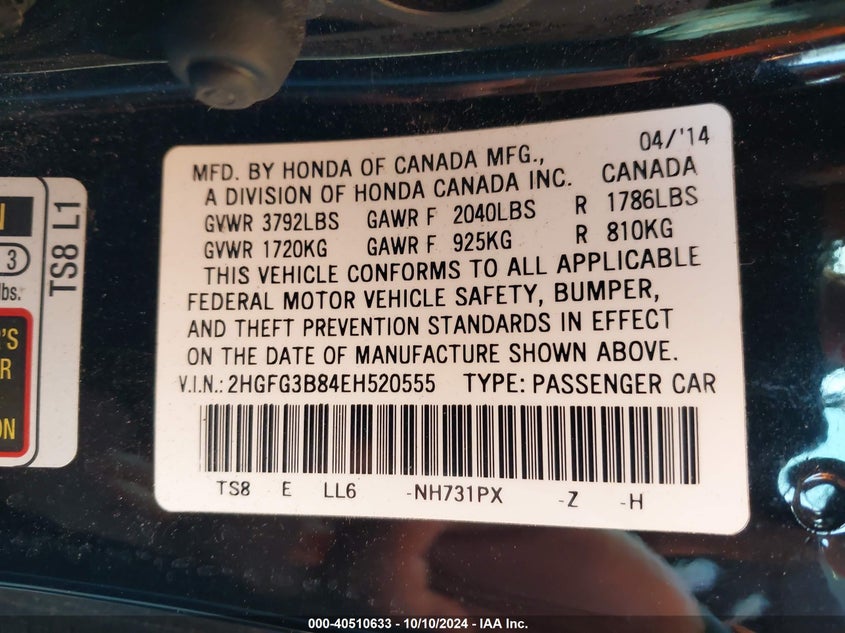 04/'14
MFD. BY HONDA OF CANADA MFG.,
A DIVISION OF HONDA CANADA INC. CANADA
GVWR 3792LBS GAWR F 2040LBS R 1786LBS
GVWR 1720KG GAWR F 925KG R 810KG
THIS VEHICLE CONFORMS TO ALL APPLICABLE
FEDERAL MOTOR VEHICLE SAFETY, BUMPER,
AND THEFT PREVENTION STANDARDS IN EFFECT
ON THE DATE OF MANUFACTURE SHOWN ABOVE.
V.I.N.: 2HGFG3B84EH520555 TYPE: PASSENGER CAR
TS8 E LL6 -NH731PX -Z -H
TS8 L1
3
lbs.
'S
R
ON
000-40510633 - 10/10/2024 - IAA Inc.